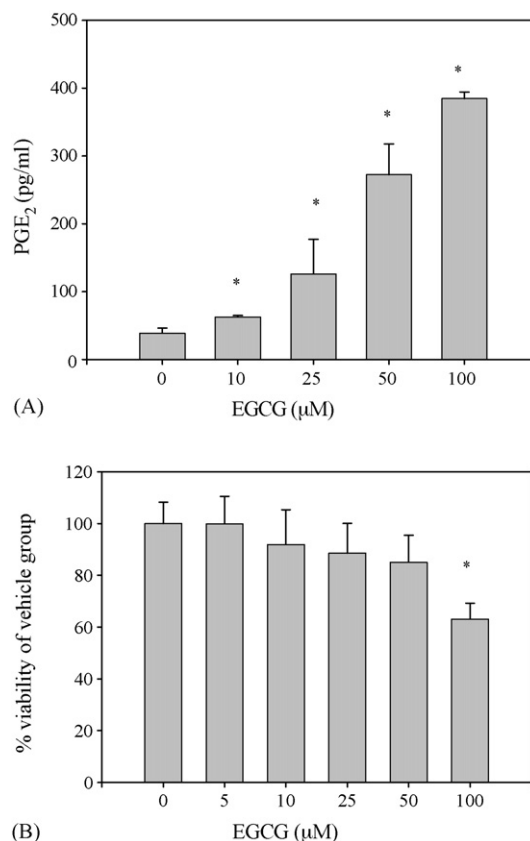 500
400
300
200
100
0
PGE₂ (pg/ml)
*
*
*
*
0 10 25 50 100
EGCG (μM)
(A)
120
100
80
60
40
20
0
% viability of vehicle group
*
0 5 10 25 50 100
EGCG (μM)
(B)